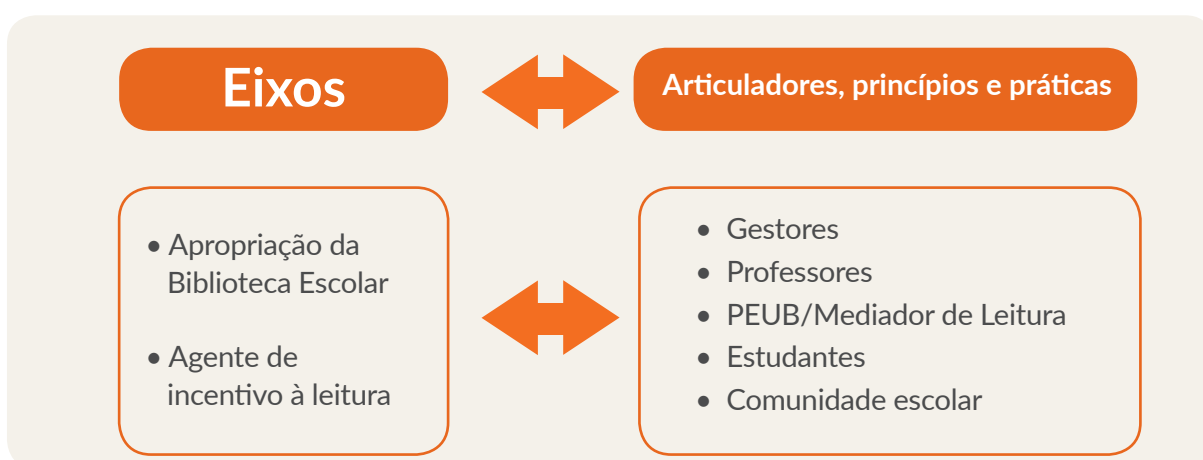 Eixos
Articuladores, princípios e práticas
• Apropriação da
Biblioteca Escolar
• Agente de
incentivo à leitura
• Gestores
• Professores
• PEUB/Mediador de Leitura
• Estudantes
• Comunidade escolar